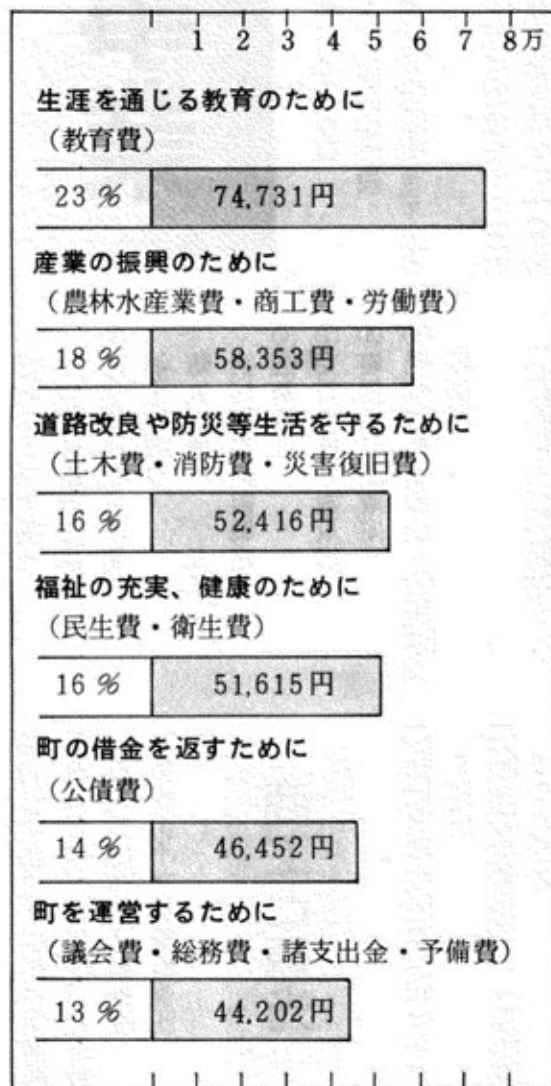 1 2 3 4 5 6 7 8万
生涯を通じる教育のために
（教育費）
23％ 74,731円
産業の振興のために
（農林水産業費・商工費・労働費）
18％ 58,353円
道路改良や防災等生活を守るために
（土木費・消防費・災害復旧費）
16％ 52,416円
福祉の充実、健康のために
（民生費・衛生費）
16％ 51,615円
町の借金を返すために
（公債費）
14％ 46,452円
町を運営するために
（議会費・総務費・諸支出金・予備費）
13％ 44,202円